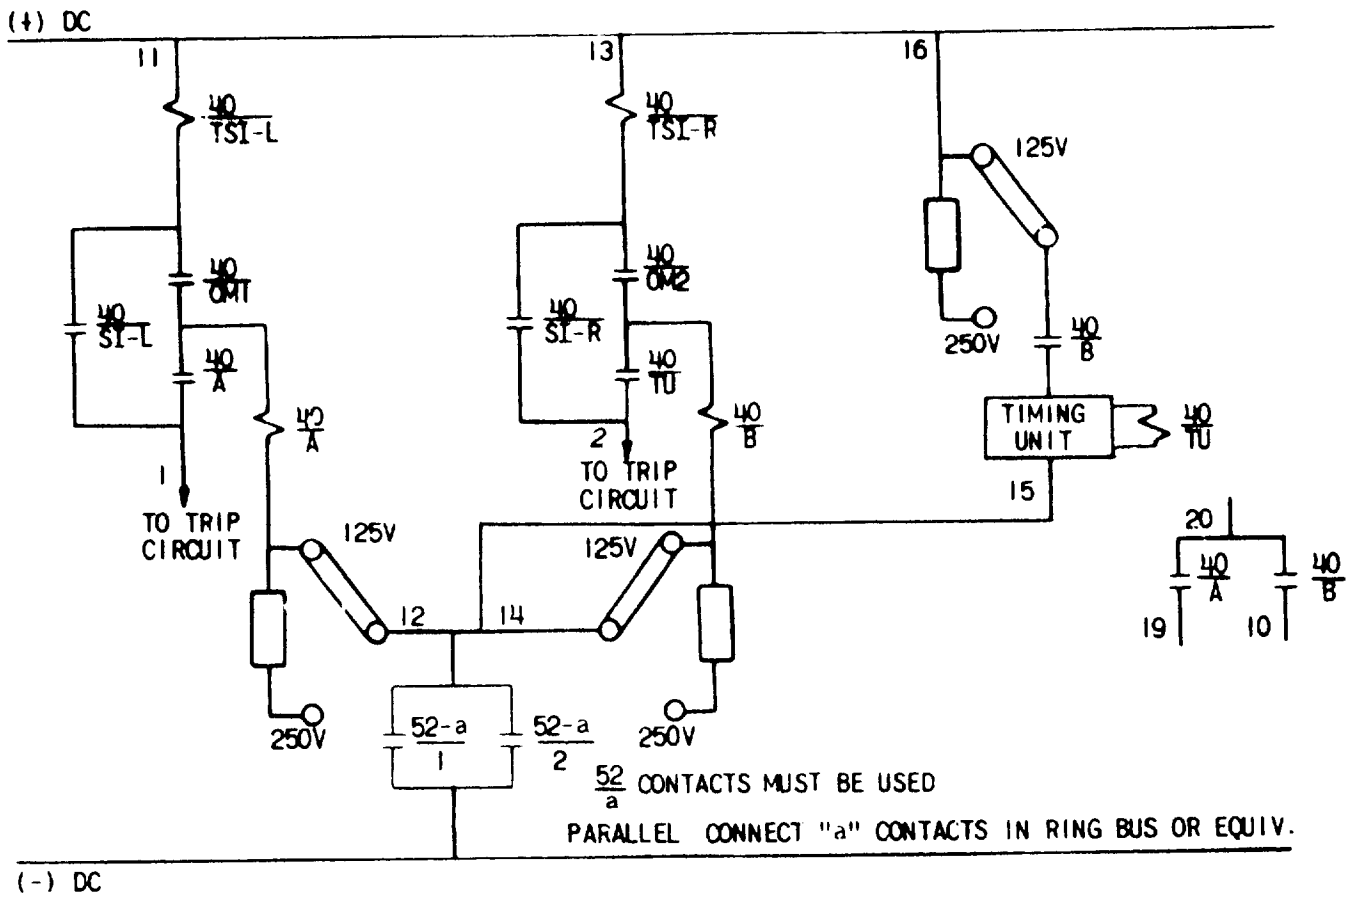 (+) DC
11
13
16
40
TSI-L
40
TSI-R
125V
40
OM1
40
OM2
40
SI-L
40
SI-R
250V
40
B
40
A
40
TU
40
A
40
B
TIMING
UNIT
40
TU
1
2
TO TRIP
CIRCUIT
15
TO TRIP
CIRCUIT
125V
125V
20
40
A
40
B
12
14
19
10
250V
52-a
1
52-a
2
250V
52
a
CONTACTS MUST BE USED
PARALLEL CONNECT "a" CONTACTS IN RING BUS OR EQUIV.
(-) DC